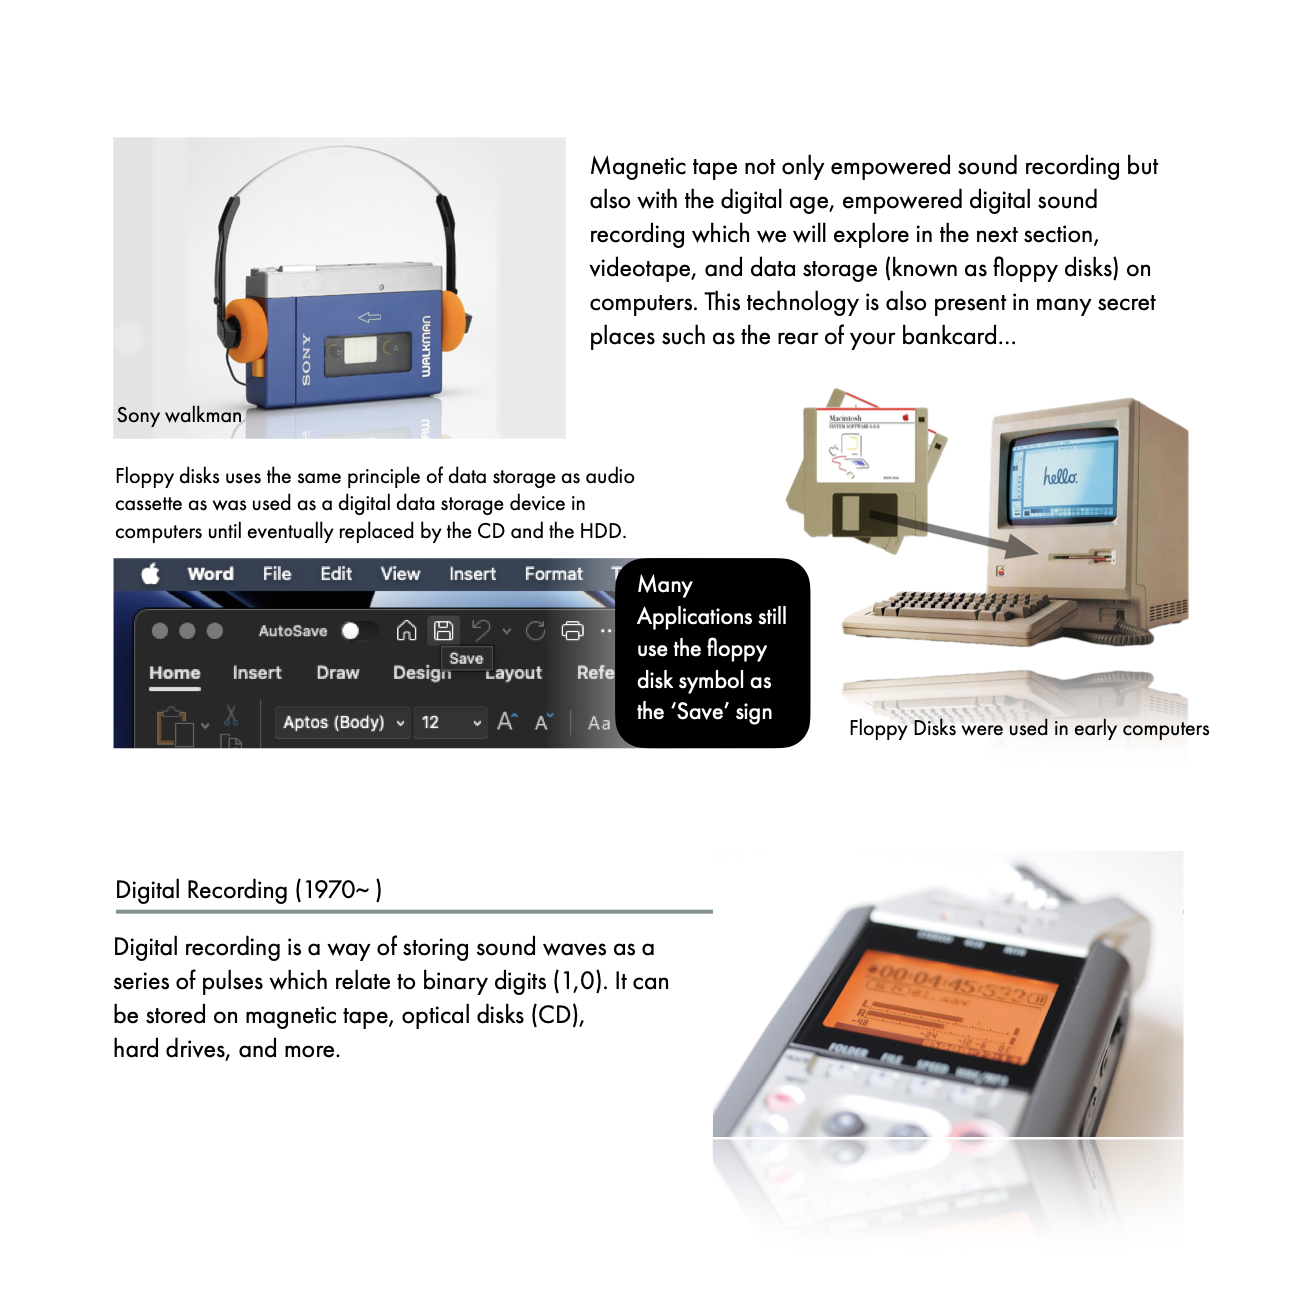 Magnetic tape not only empowered sound recording but
also with the digital age, empowered digital sound
recording which we will explore in the next section,
videotape, and data storage (known as floppy disks) on
computers. This technology is also present in many secret
places such as the rear of your bankcard...
SONY
WALKMAN
Sony walkman
Macintosh
hello.
Floppy disks uses the same principle of data storage as audio
cassette as was used as a digital data storage device in
computers until eventually replaced by the CD and the HDD.
Word File Edit View Insert Format T
AutoSave
Save
Home Insert Draw Design Layout Refe
Aptos (Body) 12 A A Aa
Many
Applications still
use the floppy
disk symbol as
the ‘Save’ sign
Floppy Disks were used in early computers
Digital Recording (1970~ )
Digital recording is a way of storing sound waves as a
series of pulses which relate to binary digits (1,0). It can
be stored on magnetic tape, optical disks (CD),
hard drives, and more.
00:04:45:532
L
R
-48 -24 -12
FOLDER FILE SPEED WAV/MP3